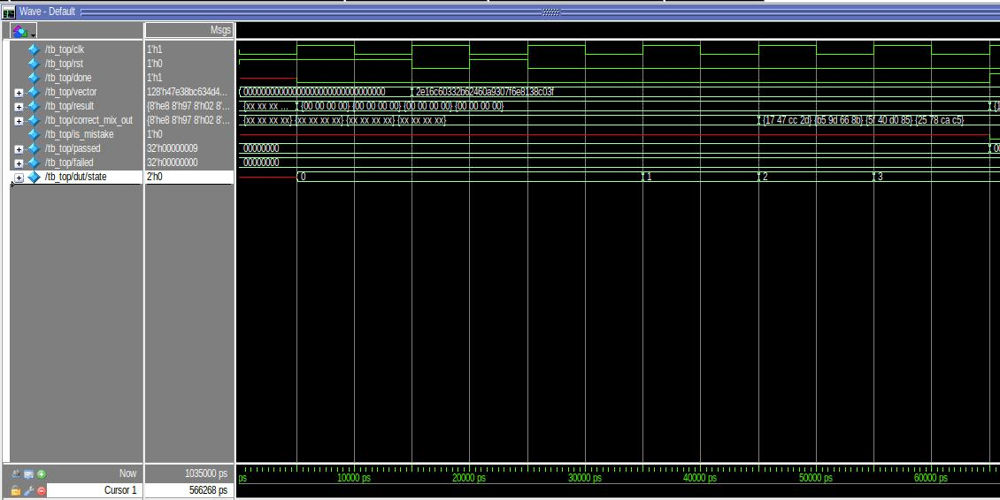 Wave - Default
Msgs
/tb_top/clk 1'h1
/tb_top/rst 1'h0
/tb_top/done 1'h1
/tb_top/vector 128'h47e38bc634d4... 00000000000000000000000000000000 2e16c60332b62460a9307f6e8138c03f
/tb_top/result {8'he8 8'h97 8'h02 8'... {xx xx xx ... {00 00 00 00} {00 00 00 00} {00 00 00 00} {00 00 00 00} {1
/tb_top/correct_mix_out {8'he8 8'h97 8'h02 8'... {xx xx xx xx} {xx xx xx xx} {xx xx xx xx} {xx xx xx xx} {17 47 cc 2d} {b5 9d 66 8b} {5f 40 d0 85} {25 78 ca c5}
/tb_top/is_mistake 1'h0
/tb_top/passed 32'h00000009 00000000 00
/tb_top/failed 32'h00000000 00000000
/tb_top/dut/state 2'h0 0 1 2 3
Now 1035000 ps ps 10000 ps 20000 ps 30000 ps 40000 ps 50000 ps 60000 ps
Cursor 1 566268 ps